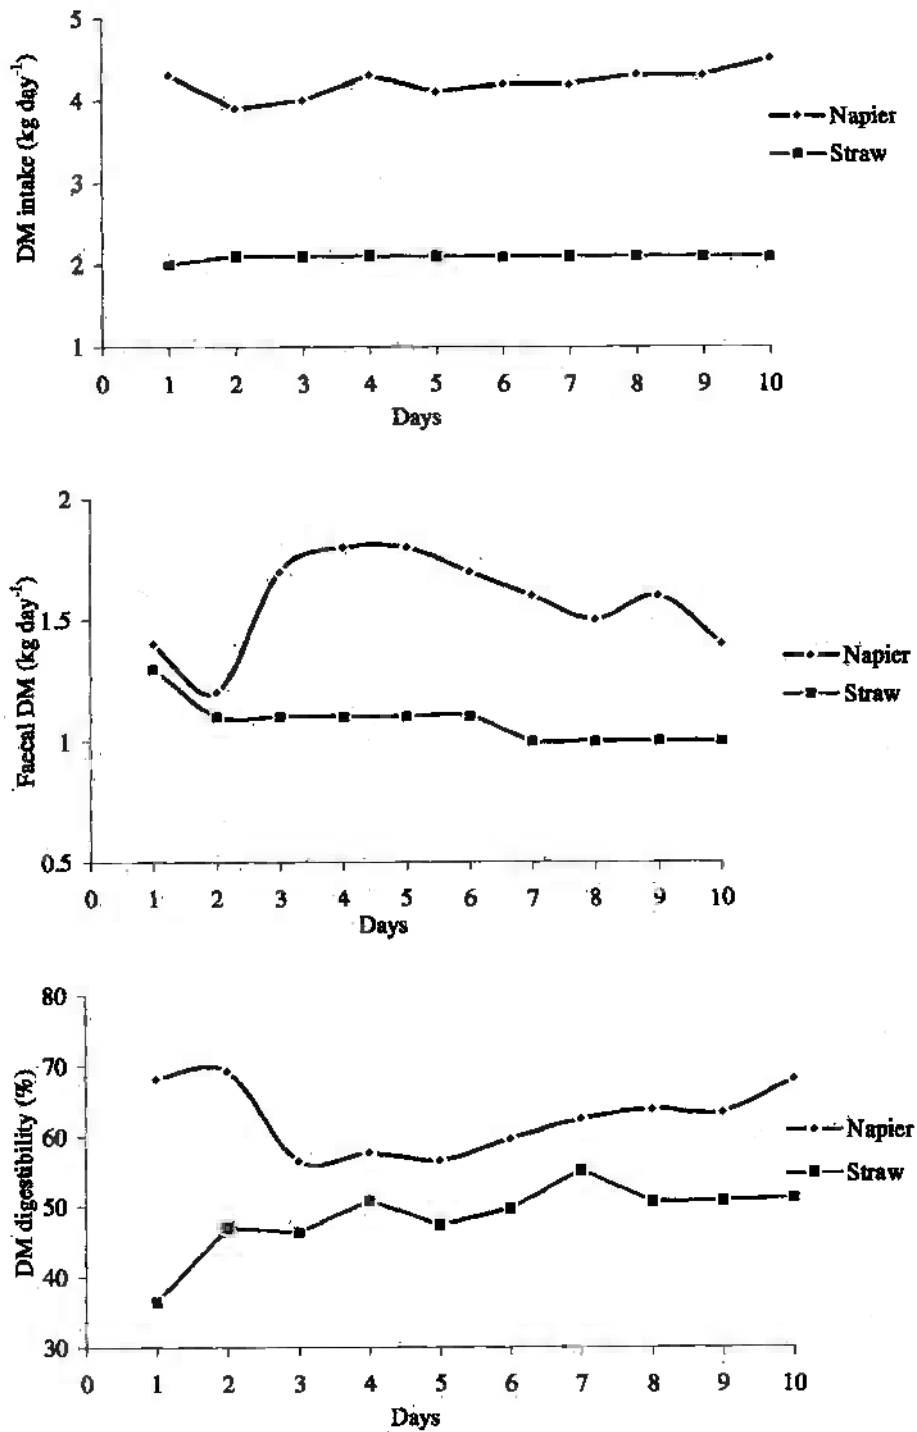 5
4
3
2
1
DM intake (kg day-1)
0 1 2 3 4 5 6 7 8 9 10
Days
Napier
Straw
2
1.5
1
0.5
Faecal DM (kg day-1)
0 1 2 3 4 5 6 7 8 9 10
Days
Napier
Straw
80
70
60
50
40
30
DM digestibility (%)
0 1 2 3 4 5 6 7 8 9 10
Days
Napier
Straw